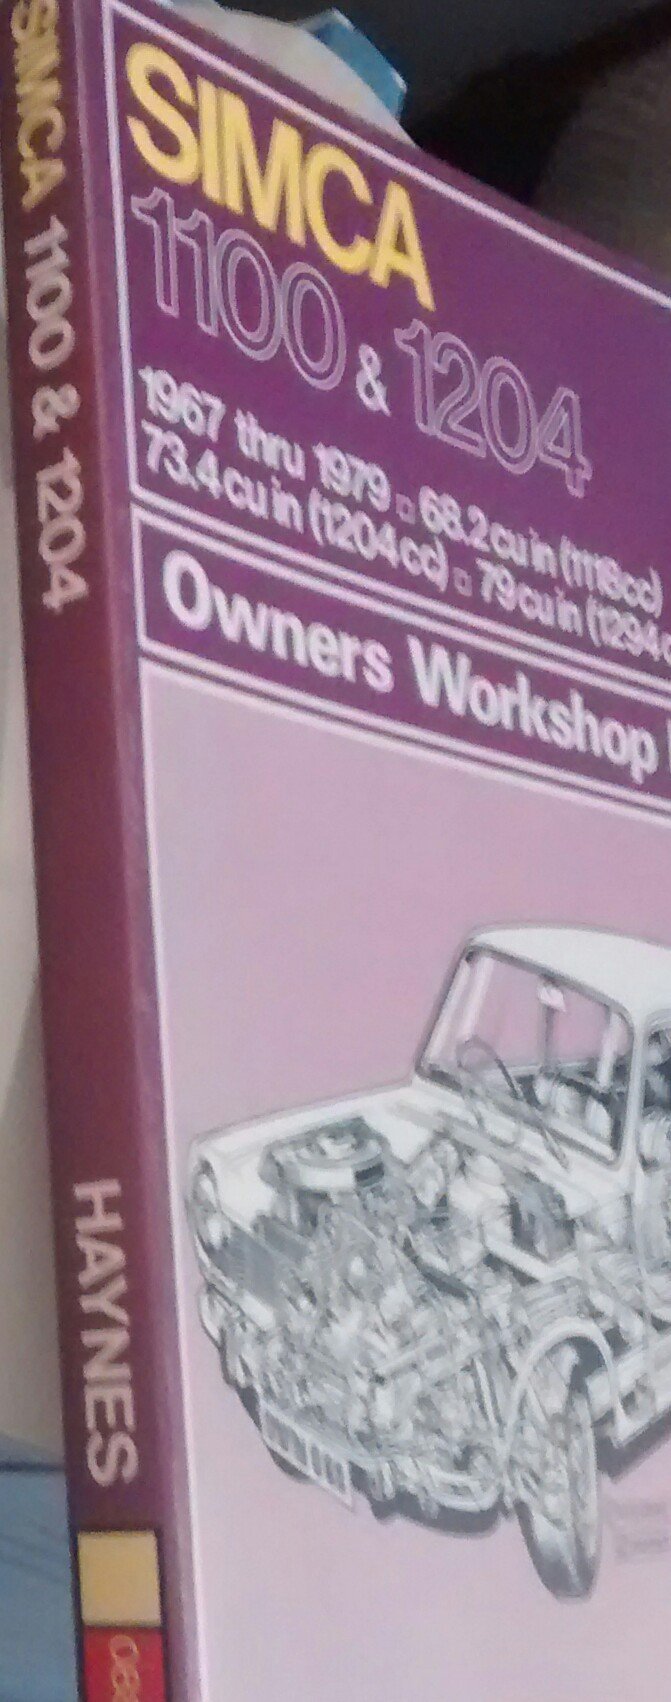 SIMCA 1100 & 1204
HAYNES
SIMCA
1100 & 1204
1967 thru 1979 □ 68.2 cu in (1118cc)
73.4 cu in (1204cc) □ 79 cu in (1294c
Owners Workshop